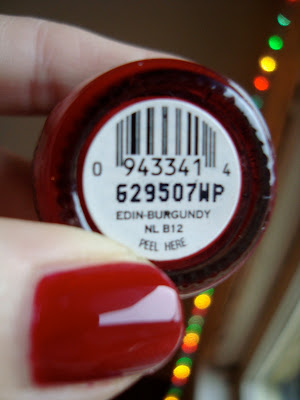 0 943341 4
629507WP
EDIN-BURGUNDY
NL B12
PEEL HERE